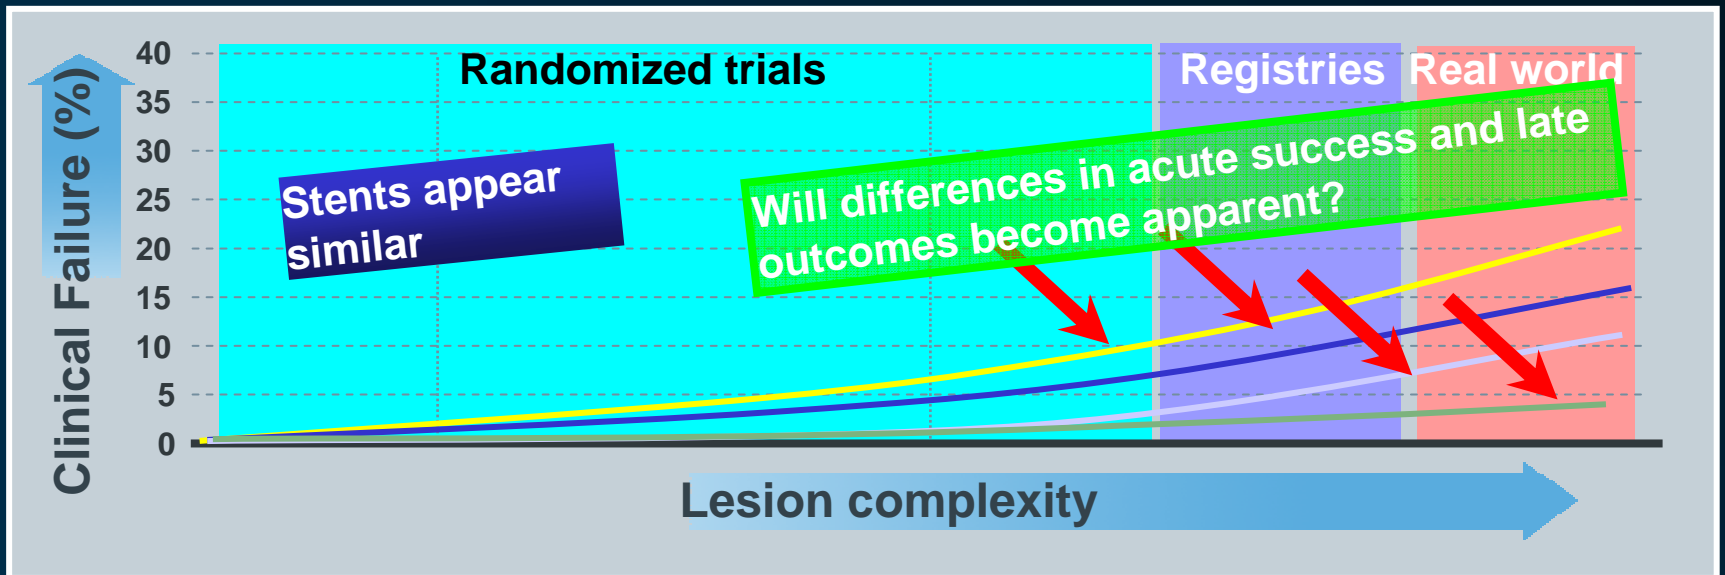 Clinical Failure (%)
40
35
30
25
20
15
10
5
0
Randomized trials
Registries
Real world
Stents appear
similar
Will differences in acute success and late
outcomes become apparent?
Lesion complexity